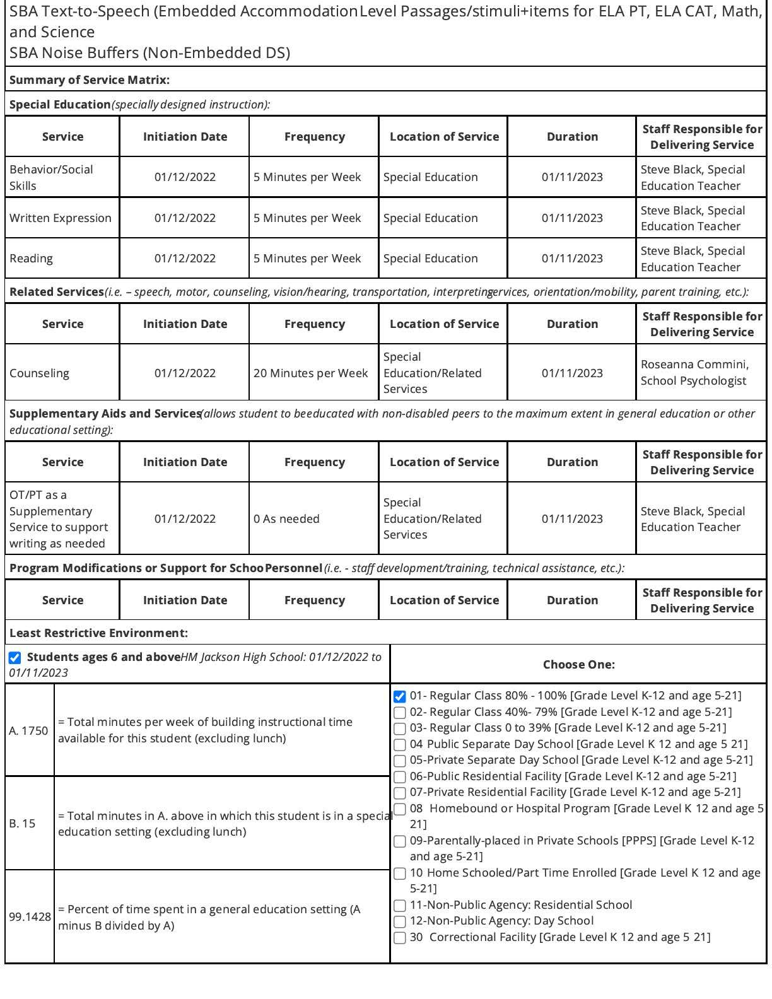 SBA Text-to-Speech (Embedded AccommodationLevel Passages/stimuli+items for ELA PT, ELA CAT, Math,
and Science
SBA Noise Buffers (Non-Embedded DS)
Summary of Service Matrix:
Special Education(specially designed instruction):
Service Initiation Date Frequency Location of Service Duration Staff Responsible for
Delivering Service
Behavior/Social
Skills 01/12/2022 5 Minutes per Week Special Education 01/11/2023 Steve Black, Special
Education Teacher
Written Expression 01/12/2022 5 Minutes per Week Special Education 01/11/2023 Steve Black, Special
Education Teacher
Reading 01/12/2022 5 Minutes per Week Special Education 01/11/2023 Steve Black, Special
Education Teacher
Related Services(i.e. – speech, motor, counseling, vision/hearing, transportation, interpretingservices, orientation/mobility, parent training, etc.):
Service Initiation Date Frequency Location of Service Duration Staff Responsible for
Delivering Service
Counseling 01/12/2022 20 Minutes per Week Special
Education/Related
Services 01/11/2023 Roseanna Commini,
School Psychologist
Supplementary Aids and Services(allows student to beeducated with non-disabled peers to the maximum extent in general education or other
educational setting):
Service Initiation Date Frequency Location of Service Duration Staff Responsible for
Delivering Service
OT/PT as a
Supplementary
Service to support
writing as needed 01/12/2022 0 As needed Special
Education/Related
Services 01/11/2023 Steve Black, Special
Education Teacher
Program Modifications or Support for SchooPersonnel(i.e. - staff development/training, technical assistance, etc.):
Service Initiation Date Frequency Location of Service Duration Staff Responsible for
Delivering Service
Least Restrictive Environment:
Students ages 6 and aboveHM Jackson High School: 01/12/2022 to
01/11/2023
Choose One:
A. 1750 = Total minutes per week of building instructional time
available for this student (excluding lunch)
B. 15 = Total minutes in A. above in which this student is in a special
education setting (excluding lunch)
99.1428 = Percent of time spent in a general education setting (A
minus B divided by A)
01- Regular Class 80% - 100% [Grade Level K-12 and age 5-21]
02- Regular Class 40%- 79% [Grade Level K-12 and age 5-21]
03- Regular Class 0 to 39% [Grade Level K-12 and age 5-21]
04 Public Separate Day School [Grade Level K 12 and age 5 21]
05-Private Separate Day School [Grade Level K-12 and age 5-21]
06-Public Residential Facility [Grade Level K-12 and age 5-21]
07-Private Residential Facility [Grade Level K-12 and age 5-21]
08 Homebound or Hospital Program [Grade Level K 12 and age 5
21]
09-Parentally-placed in Private Schools [PPPS] [Grade Level K-12
and age 5-21]
10 Home Schooled/Part Time Enrolled [Grade Level K 12 and age
5-21]
11-Non-Public Agency: Residential School
12-Non-Public Agency: Day School
30 Correctional Facility [Grade Level K 12 and age 5 21]